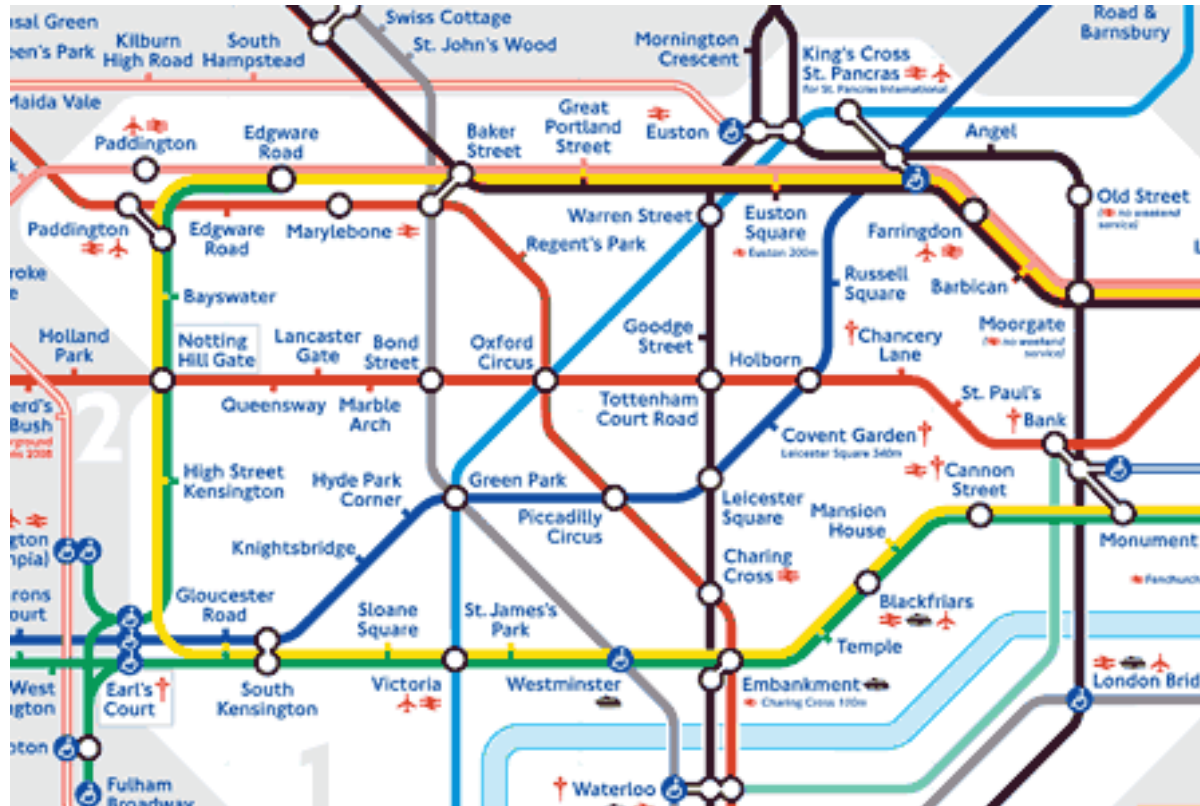 Swiss Cottage
St. John's Wood
Kilburn
High Road
South
Hampstead
Maida Vale
Paddington
Edgware
Road
Baker
Street
Great
Portland
Street
Mornington
Crescent
Euston
King's Cross
St. Pancras
for St. Pancras International
Road &
Barnsbury
Angel
Old Street
(no weekend
service)
Paddington
Edgware
Road
Marylebone
Regent's Park
Warren Street
Euston
Square
Euston 200m
Farringdon
Barbican
Russell
Square
Moorgate
(no weekend
service)
Bayswater
Holland
Park
Notting
Hill Gate
Lancaster
Gate
Bond
Street
Oxford
Circus
Goodge
Street
Holborn
Chancery
Lane
St. Paul's
Bank
Queensway
Marble
Arch
Tottenham
Court Road
Covent Garden
Leicester Square 340m
Cannon
Street
2
High Street
Kensington
Hyde Park
Corner
Green Park
Piccadilly
Circus
Leicester
Square
Mansion
House
Monument
Knightsbridge
Charing
Cross
Gloucester
Road
Sloane
Square
St. James's
Park
Blackfriars
Temple
Earl's
Court
South
Kensington
Victoria
Westminster
Embankment
Charing Cross 100m
London Brid
1
Waterloo
Fulham
Broadway